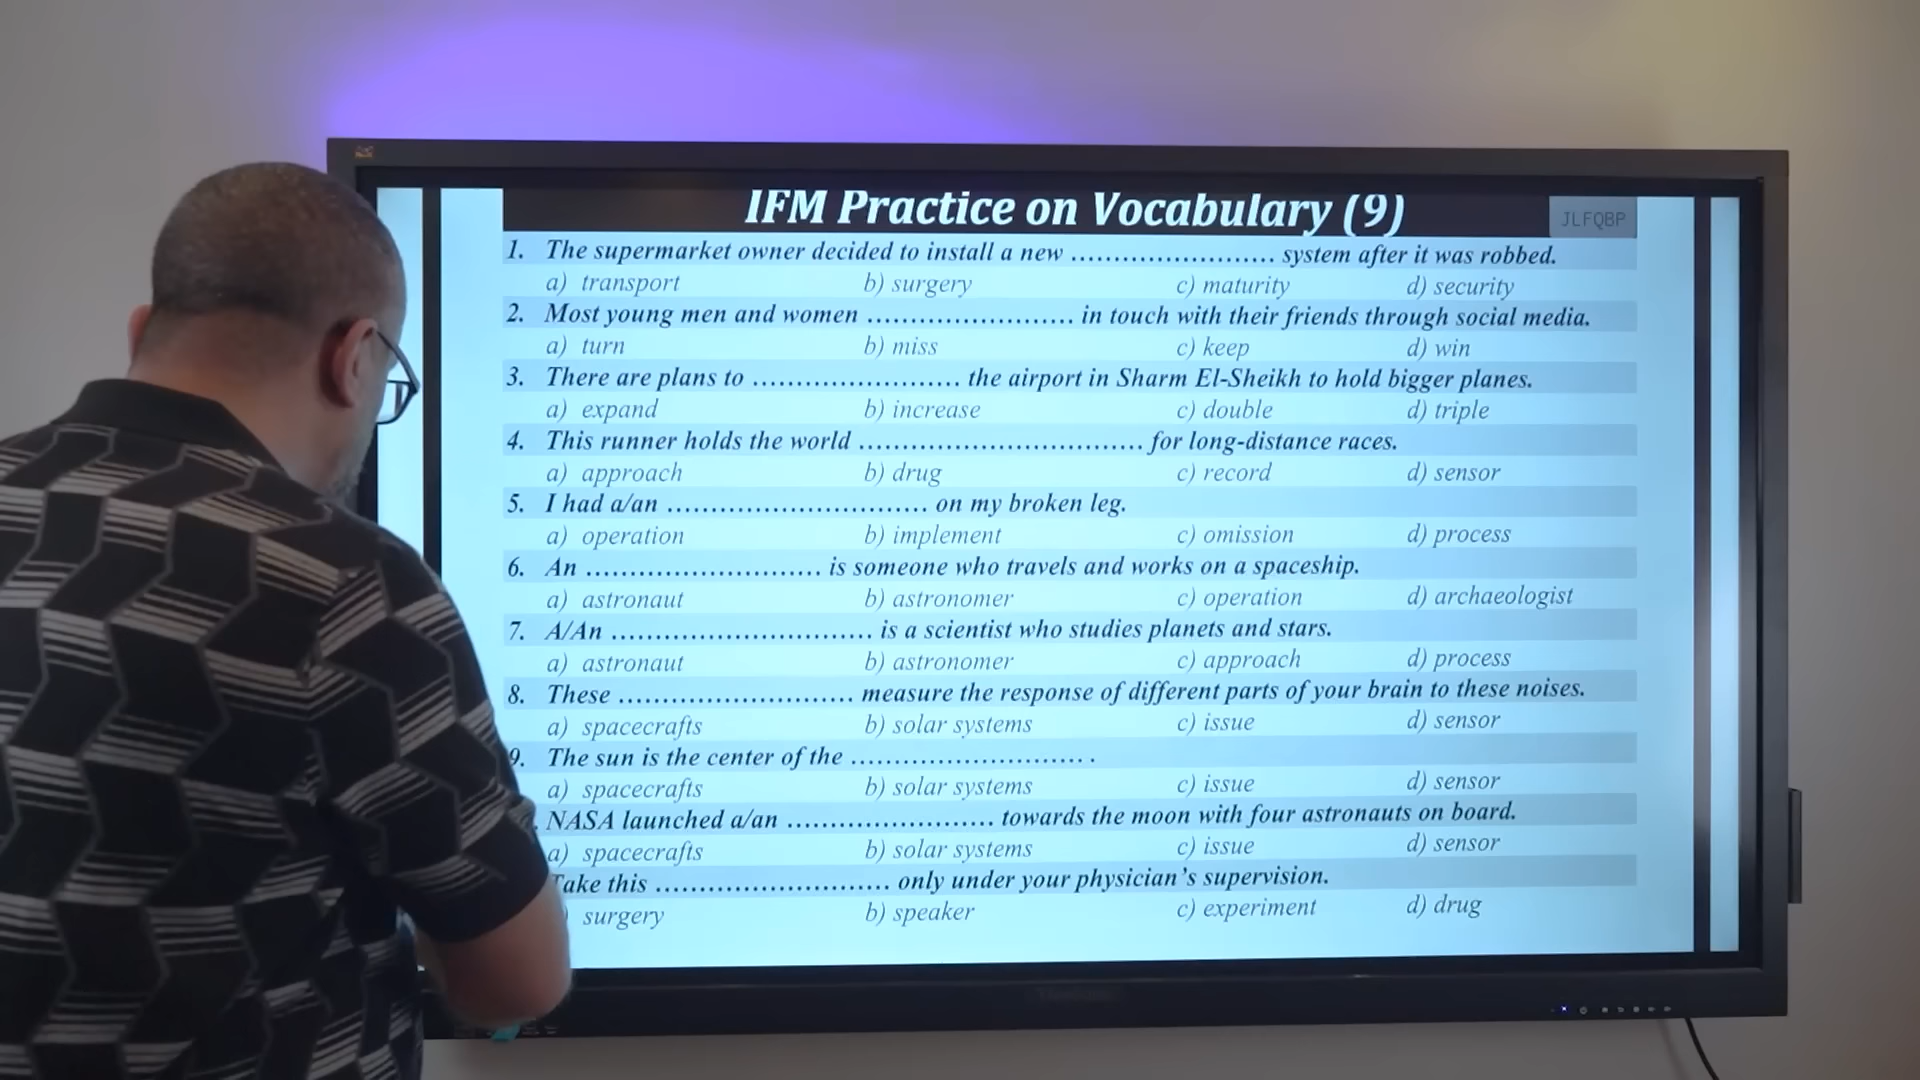 IFM Practice on Vocabulary (9)
JLFQBP
1. The supermarket owner decided to install a new ........................ system after it was robbed.
a) transport b) surgery c) maturity d) security
2. Most young men and women ........................ in touch with their friends through social media.
a) turn b) miss c) keep d) win
3. There are plans to ........................ the airport in Sharm El-Sheikh to hold bigger planes.
a) expand b) increase c) double d) triple
4. This runner holds the world ................................ for long-distance races.
a) approach b) drug c) record d) sensor
5. I had a/an .............................. on my broken leg.
a) operation b) implement c) omission d) process
6. An ........................... is someone who travels and works on a spaceship.
a) astronaut b) astronomer c) operation d) archaeologist
7. A/An .............................. is a scientist who studies planets and stars.
a) astronaut b) astronomer c) approach d) process
8. These ........................... measure the response of different parts of your brain to these noises.
a) spacecrafts b) solar systems c) issue d) sensor
9. The sun is the center of the ........................... .
a) spacecrafts b) solar systems c) issue d) sensor
NASA launched a/an ........................ towards the moon with four astronauts on board.
a) spacecrafts b) solar systems c) issue d) sensor
Take this ........................... only under your physician's supervision.
) surgery b) speaker c) experiment d) drug